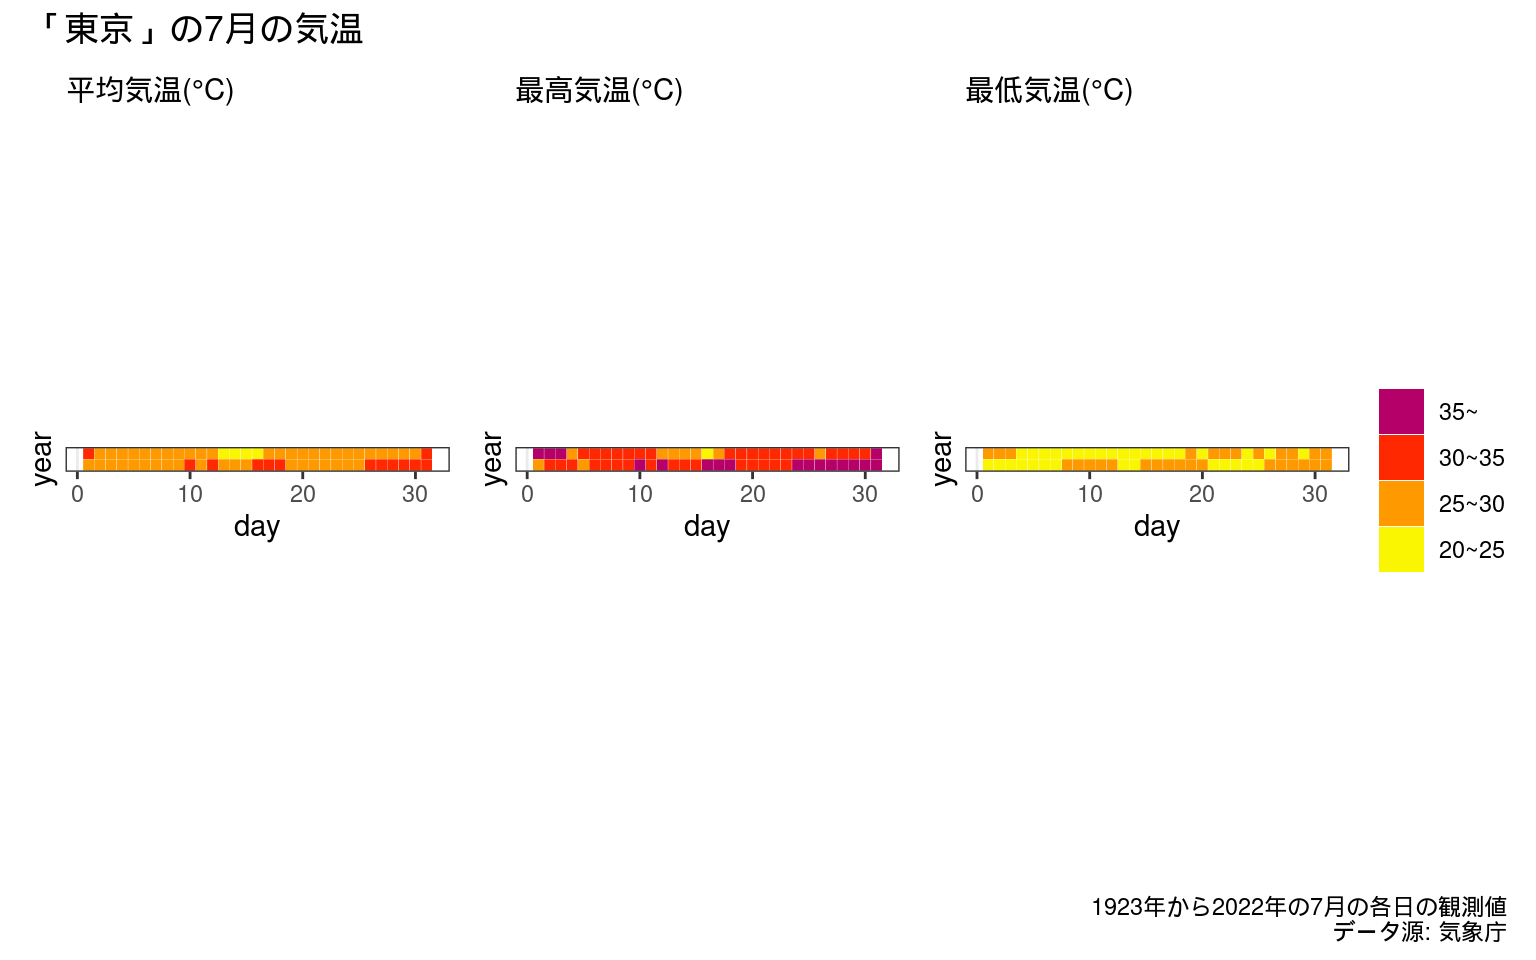 「東京」の7月の気温
平均気温(°C)
最高気温(°C)
最低気温(°C)
year
0 10 20 30
day
year
0 10 20 30
day
year
0 10 20 30
day
35~
30~35
25~30
20~25
1923年から2022年の7月の各日の観測値
データ源: 気象庁